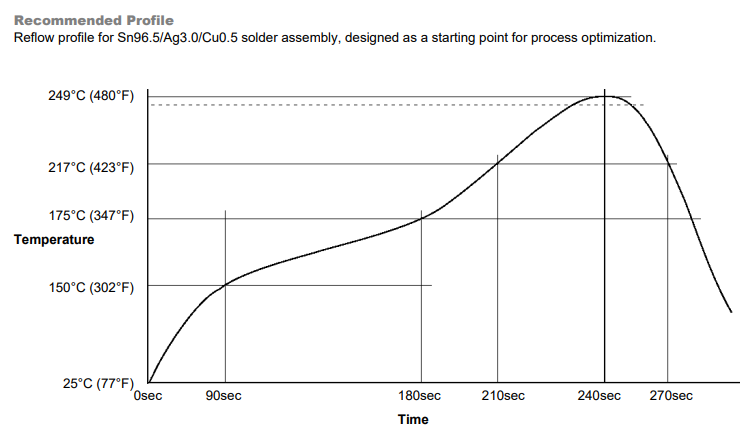 Recommended Profile
Reflow profile for Sn96.5/Ag3.0/Cu0.5 solder assembly, designed as a starting point for process optimization.
249°C (480°F)
217°C (423°F)
175°C (347°F)
Temperature
150°C (302°F)
25°C (77°F)
0sec 90sec 180sec 210sec 240sec 270sec
Time